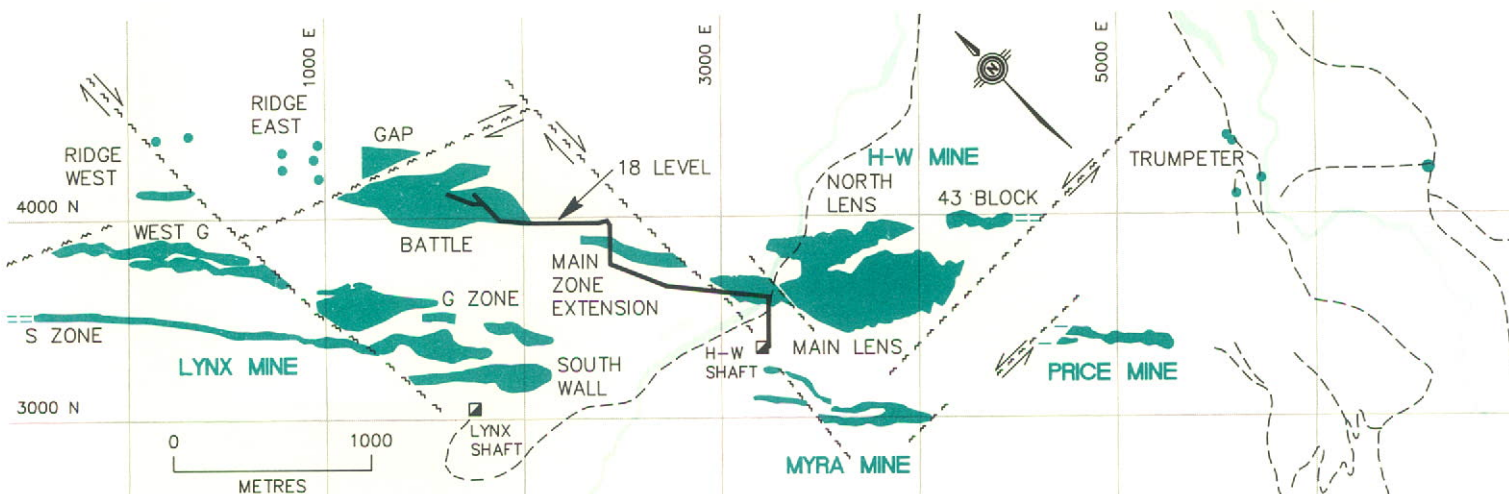 1000 E
3000 E
5000 E
RIDGE
EAST
GAP
N
RIDGE
WEST
18 LEVEL
H-W MINE
NORTH
LENS
TRUMPETER
43 BLOCK
4000 N
WEST G
BATTLE
MAIN
ZONE
EXTENSION
G ZONE
S ZONE
LYNX MINE
SOUTH
WALL
H-W
SHAFT
MAIN LENS
PRICE MINE
3000 N
LYNX
SHAFT
0
1000
METRES
MYRA MINE